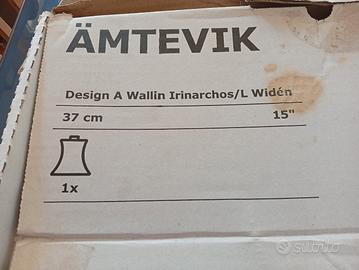 ÄMTEVIK
Design A Wallin Irinarchos/L Widén
37 cm 15"
1x
subito